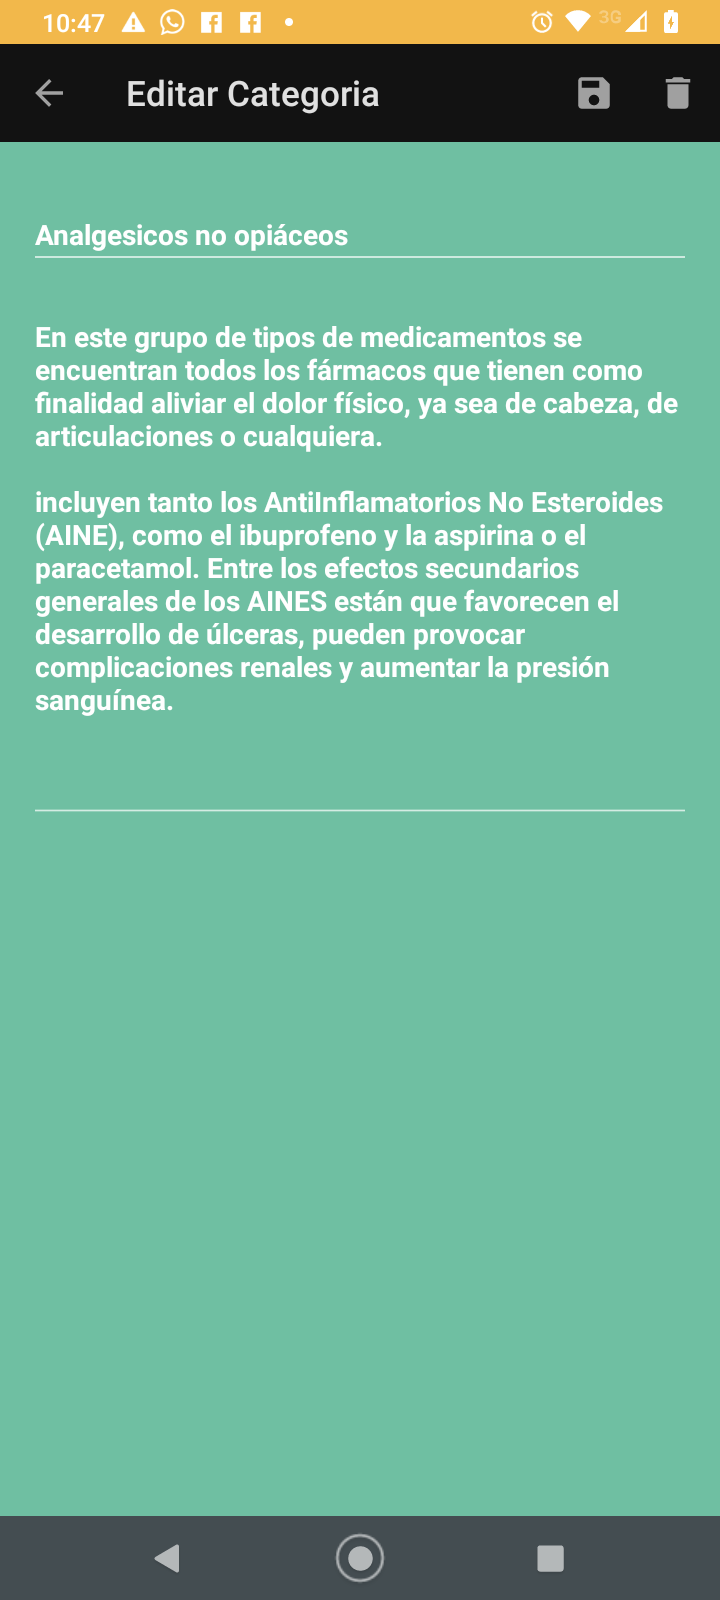 10:47
3G
Editar Categoria
Analgesicos no opiáceos
En este grupo de tipos de medicamentos se
encuentran todos los fármacos que tienen como
finalidad aliviar el dolor físico, ya sea de cabeza, de
articulaciones o cualquiera.
incluyen tanto los AntiInflamatorios No Esteroides
(AINE), como el ibuprofeno y la aspirina o el
paracetamol. Entre los efectos secundarios
generales de los AINES están que favorecen el
desarrollo de úlceras, pueden provocar
complicaciones renales y aumentar la presión
sanguínea.